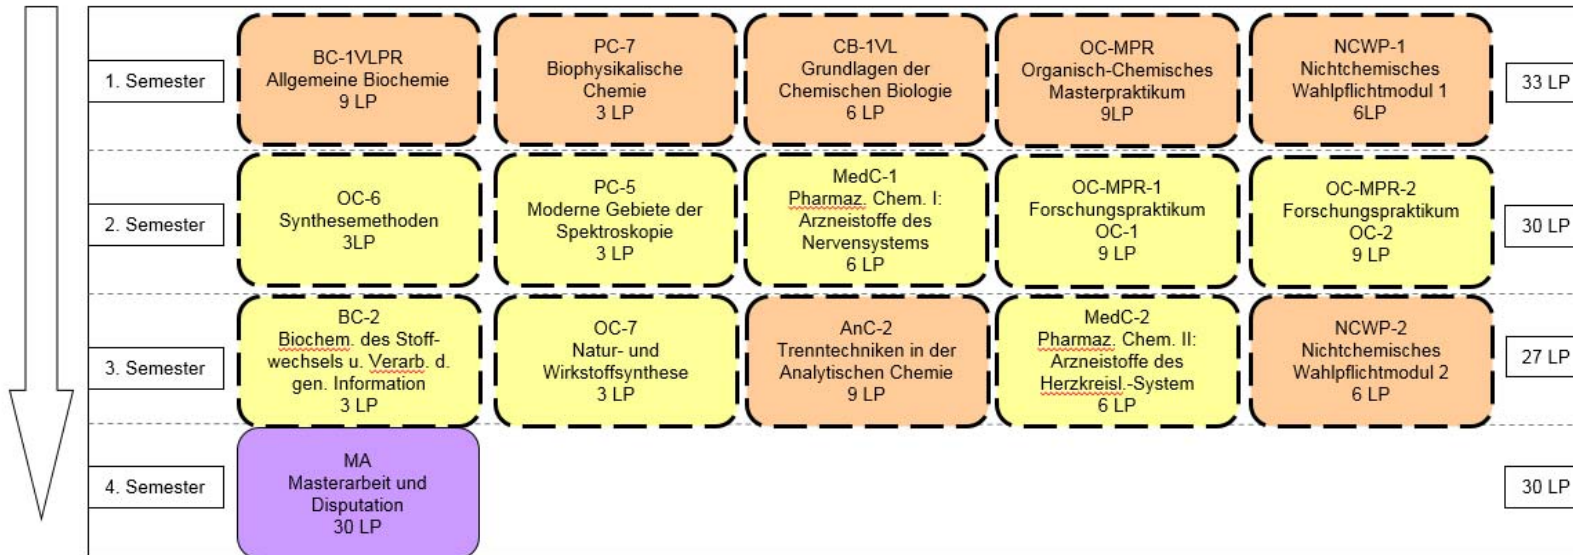 1. Semester
BC-1VLPR
Allgemeine Biochemie
9 LP
PC-7
Biophysikalische
Chemie
3 LP
CB-1VL
Grundlagen der
Chemischen Biologie
6 LP
OC-MPR
Organisch-Chemisches
Masterpraktikum
9LP
NCWP-1
Nichtchemisches
Wahlpflichtmodul 1
6LP
33 LP
2. Semester
OC-6
Synthesemethoden
3LP
PC-5
Moderne Gebiete der
Spektroskopie
3 LP
MedC-1
Pharmaz. Chem. I:
Arzneistoffe des
Nervensystems
6 LP
OC-MPR-1
Forschungspraktikum
OC-1
9 LP
OC-MPR-2
Forschungspraktikum
OC-2
9 LP
30 LP
3. Semester
BC-2
Biochem. des Stoff-
wechsels u. Verarb. d.
gen. Information
3 LP
OC-7
Natur- und
Wirkstoffsynthese
3 LP
AnC-2
Trenntechniken in der
Analytischen Chemie
9 LP
MedC-2
Pharmaz. Chem. II:
Arzneistoffe des
Herzkreisl.-System
6 LP
NCWP-2
Nichtchemisches
Wahlpflichtmodul 2
6 LP
27 LP
4. Semester
MA
Masterarbeit und
Disputation
30 LP
30 LP